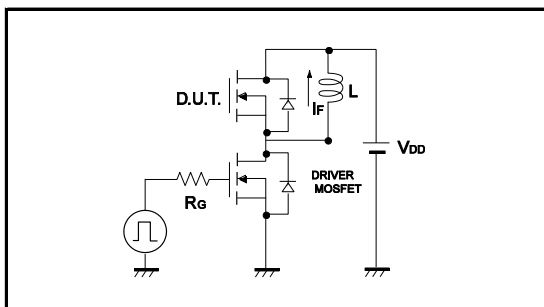 D.U.T.
IF
L
VDD
DRIVER
MOSFET
RG